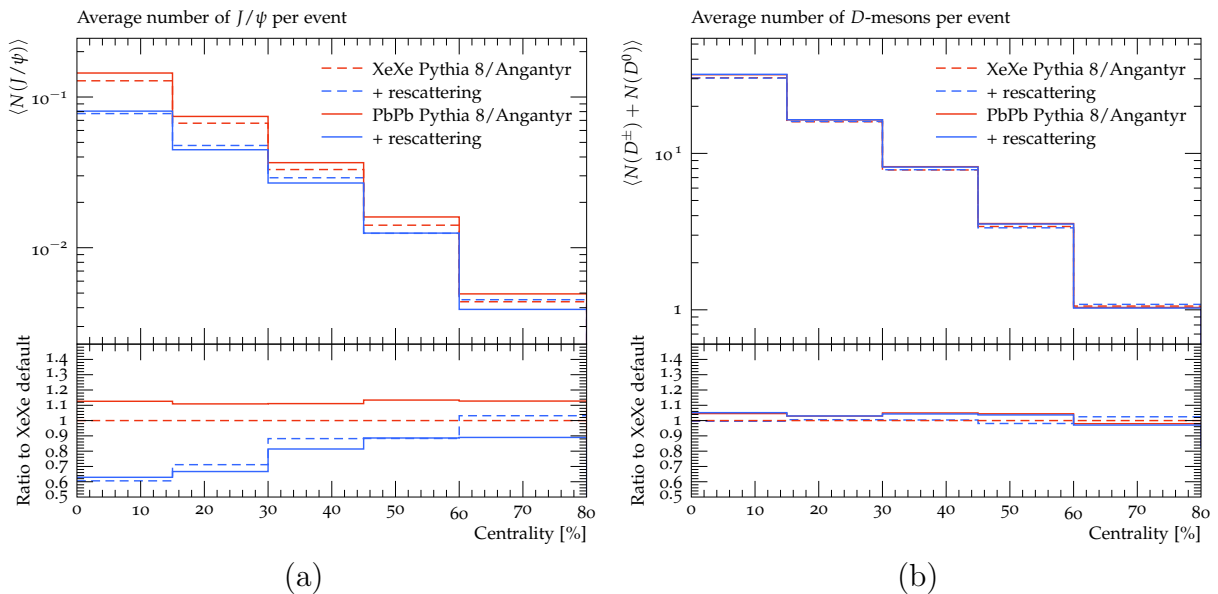 Average number of J/ψ per event
⟨N(J/ψ)⟩
10⁻¹
10⁻²
XeXe Pythia 8/Angantyr
+ rescattering
PbPb Pythia 8/Angantyr
+ rescattering
Ratio to XeXe default
1.4
1.3
1.2
1.1
1
0.9
0.8
0.7
0.6
0.5
0 10 20 30 40 50 60 70 80
Centrality [%]
(a)
Average number of D-mesons per event
⟨N(D±) + N(D⁰)⟩
10¹
1
XeXe Pythia 8/Angantyr
+ rescattering
PbPb Pythia 8/Angantyr
+ rescattering
Ratio to XeXe default
1.4
1.3
1.2
1.1
1
0.9
0.8
0.7
0.6
0.5
0 10 20 30 40 50 60 70 80
Centrality [%]
(b)